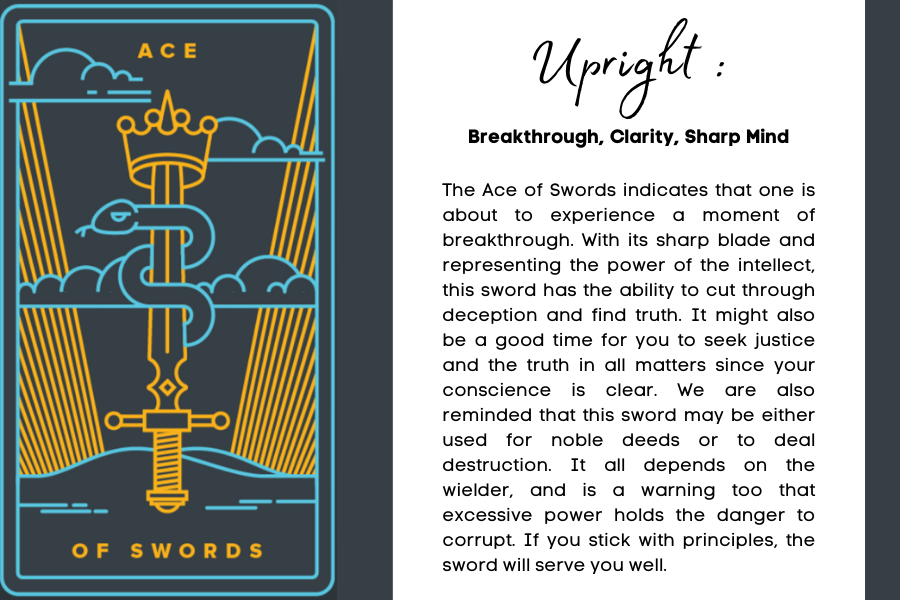 ACE
OF SWORDS
Upright :
Breakthrough, Clarity, Sharp Mind
The Ace of Swords indicates that one is
about to experience a moment of
breakthrough. With its sharp blade and
representing the power of the intellect,
this sword has the ability to cut through
deception and find truth. It might also
be a good time for you to seek justice
and the truth in all matters since your
conscience is clear. We are also
reminded that this sword may be either
used for noble deeds or to deal
destruction. It all depends on the
wielder, and is a warning too that
excessive power holds the danger to
corrupt. If you stick with principles, the
sword will serve you well.